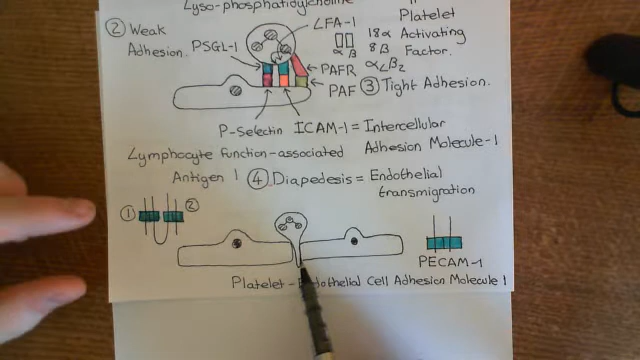 Lyso-phosphatidylcholine
② Weak Adhesion.
PSGL-1
LFA-1
α β
18α
8β
αLβ2
Platelet Activating Factor.
PAFR
PAF
③ Tight Adhesion.
P-Selectin
ICAM-1 = Intercellular Adhesion Molecule-1
Lymphocyte function-associated Antigen 1
④ Diapedesis = Endothelial transmigration
①
②
PECAM-1
Platelet - Endothelial Cell Adhesion Molecule 1